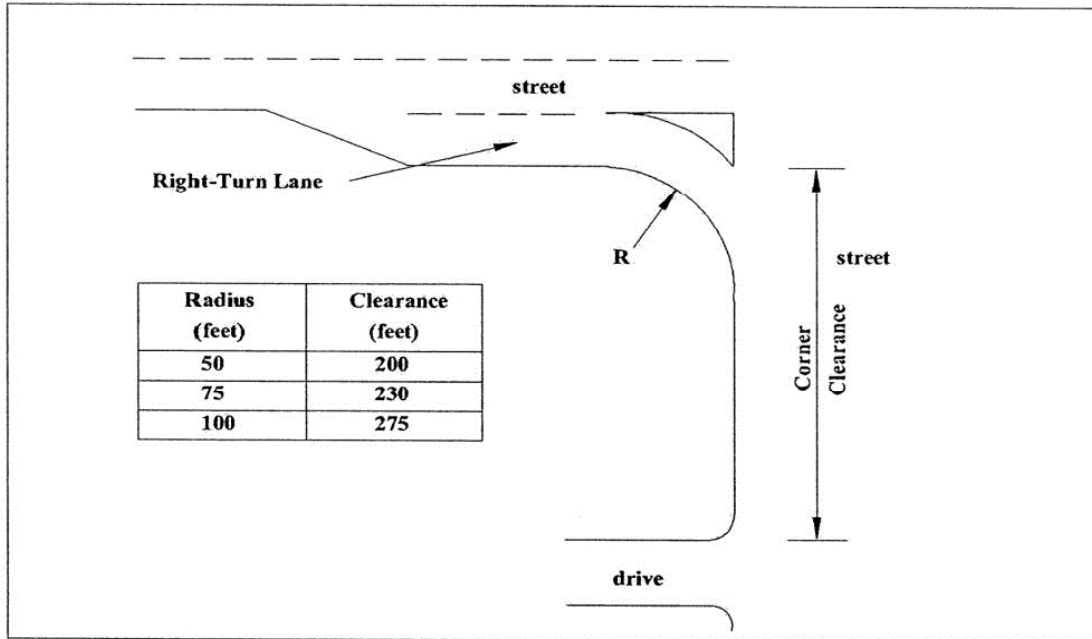 street
Right-Turn Lane
R
street
Radius
(feet)
Clearance
(feet)
50
200
75
230
100
275
Corner
Clearance
drive